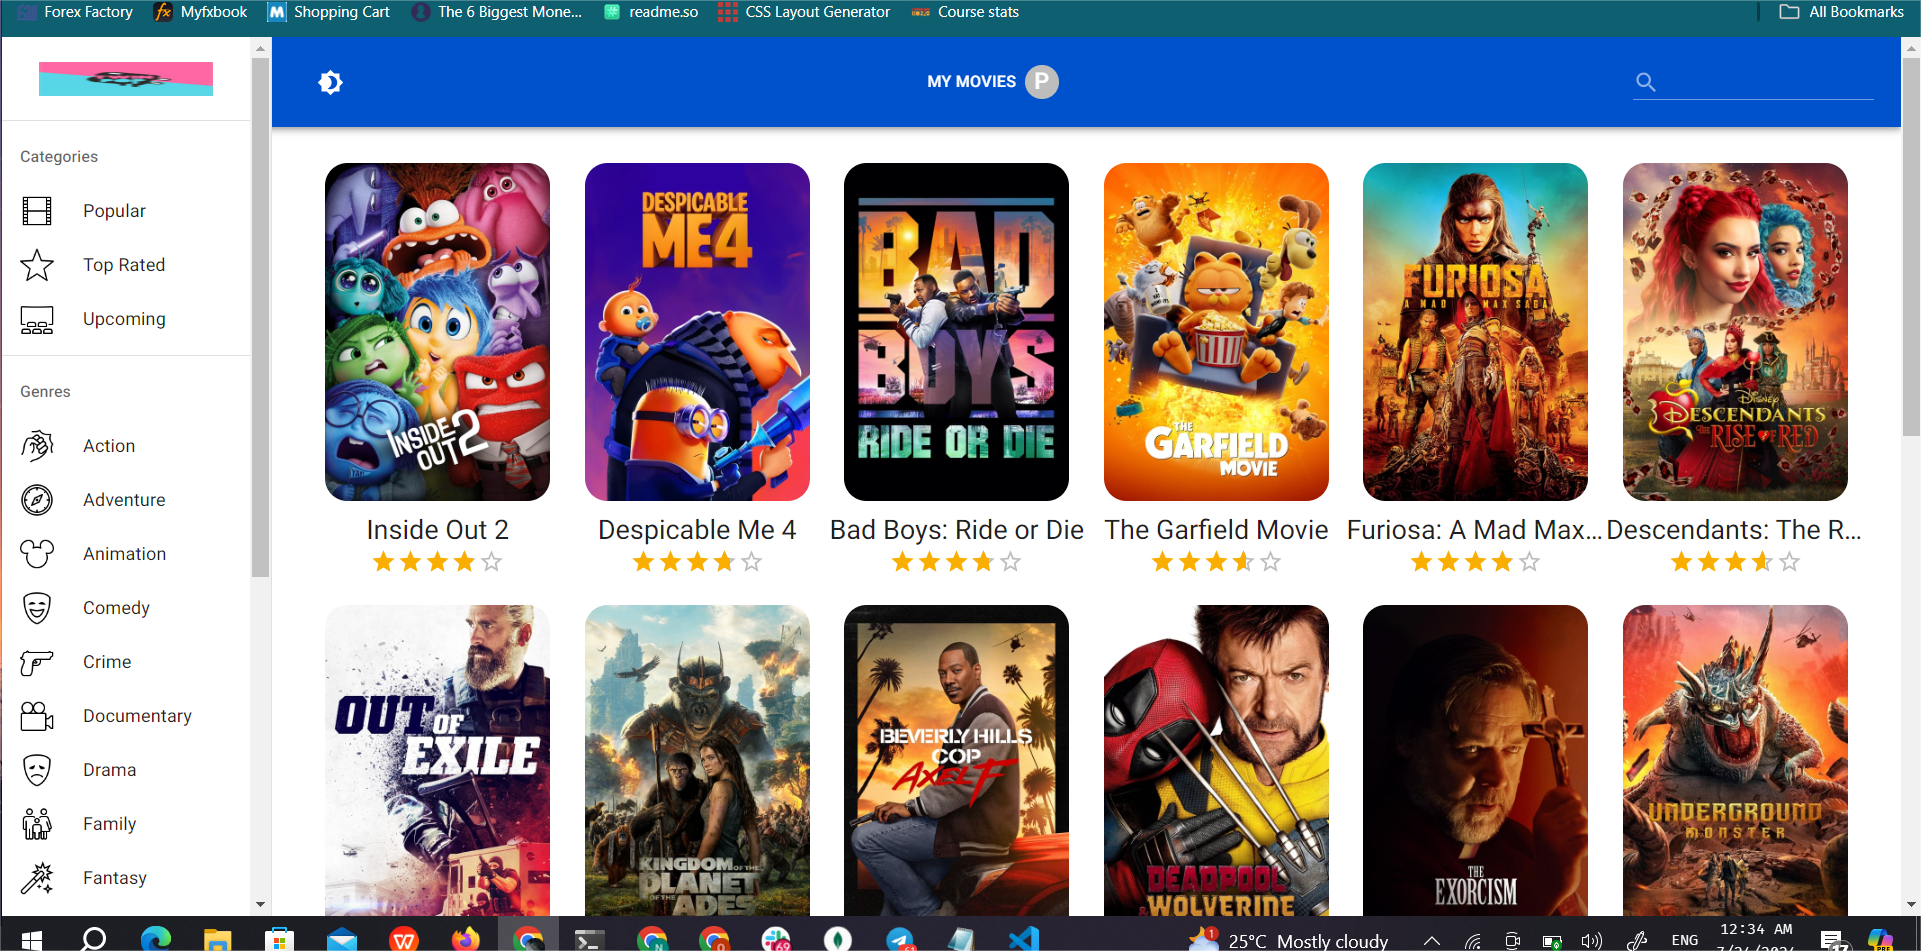 Forex Factory
Myfxbook
Shopping Cart
The 6 Biggest Mone...
readme.so
CSS Layout Generator
Course stats
All Bookmarks
MY MOVIES P
Categories
Popular
Top Rated
Upcoming
Genres
Action
Adventure
Animation
Comedy
Crime
Documentary
Drama
Family
Fantasy
INSIDE OUT 2
DESPICABLE
ME 4
BAD
BOYS
RIDE OR DIE
THE
GARFIELD
MOVIE
FURIOSA
A MAD MAX SAGA
DISNEY
DESCENDANTS
THE RISE OF RED
Inside Out 2
Despicable Me 4
Bad Boys: Ride or Die
The Garfield Movie
Furiosa: A Mad Max...
Descendants: The R...
OUT OF
EXILE
KINGDOM OF THE
PLANET
OF THE APES
BEVERLY HILLS
COP
AXEL F
DEADPOOL
& WOLVERINE
THE
EXORCISM
UNDERGROUND
MONSTER
25°C Mostly cloudy
ENG
12:34 AM